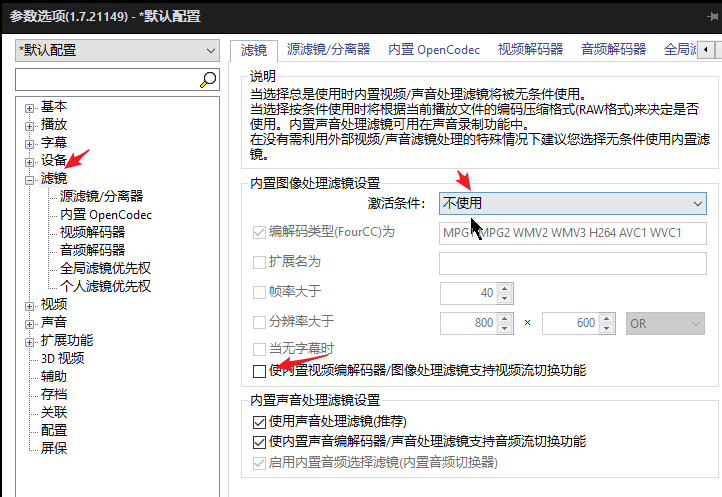 参数选项(1.7.21149) - *默认配置
*默认配置
基本
播放
字幕
设备
滤镜
源滤镜/分离器
内置 OpenCodec
视频解码器
音频解码器
全局滤镜优先权
个人滤镜优先权
视频
声音
扩展功能
3D 视频
辅助
存档
关联
配置
屏保
滤镜 源滤镜/分离器 内置 OpenCodec 视频解码器 音频解码器 全局滤
说明
当选择总是使用时内置视频/声音处理滤镜将被无条件使用。
当选择按条件使用时将根据当前播放文件的编码压缩格式(RAW格式)来决定是否
使用。内置声音处理滤镜可用在声音录制功能中。
在没有需利用外部视频/声音滤镜处理的特殊情况下建议您选择无条件使用内置滤
镜。
内置图像处理滤镜设置
激活条件: 不使用
编解码类型(FourCC)为 MPG1 MPG2 WMV2 WMV3 H264 AVC1 WVC1
扩展名为
帧率大于 40
分辨率大于 800 × 600 OR
当无字幕时
使内置视频编解码器/图像处理滤镜支持视频流切换功能
内置声音处理滤镜设置
使用声音处理滤镜(推荐)
使内置声音编解码器/声音处理滤镜支持音频流切换功能
启用内置音频选择滤镜(内置音频切换器)